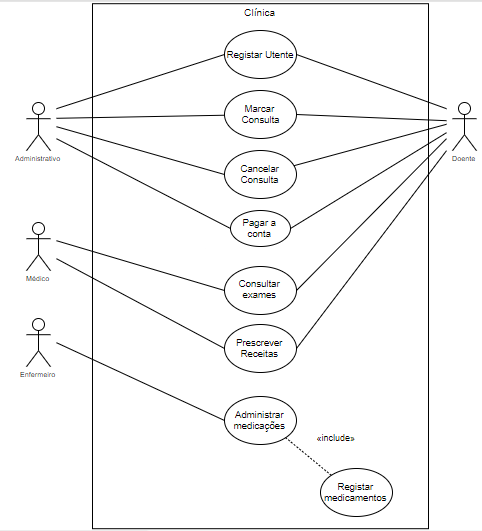 Clínica
Registar Utente
Marcar
Consulta
Administrativo
Doente
Cancelar
Consulta
Pagar a
conta
Médico
Consultar
exames
Prescrever
Receitas
Enfermeiro
Administrar
medicações
«include»
Registar
medicamentos